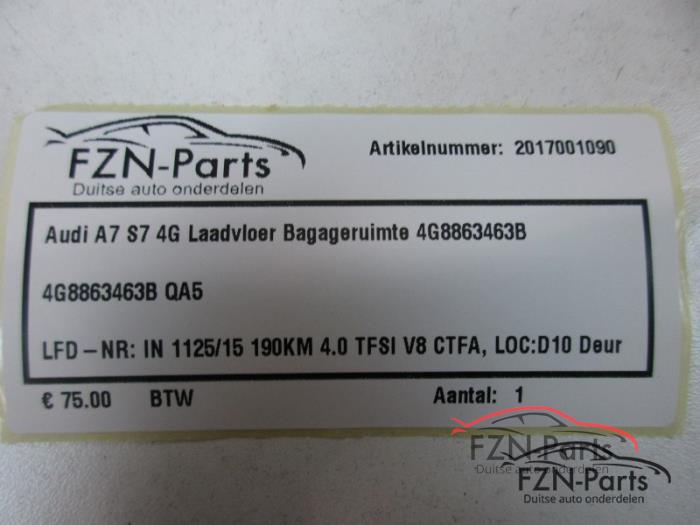 FZN-Parts
Duitse auto onderdelen
Artikelnummer: 2017001090
Audi A7 S7 4G Laadvloer Bagageruimte 4G8863463B
4G8863463B QA5
LFD – NR: IN 1125/15 190KM 4.0 TFSI V8 CTFA, LOC:D10 Deur
€ 75.00 BTW Aantal: 1
FZN-Parts
Duitse auto onderdelen
FZN-Parts
Duitse auto onderdelen